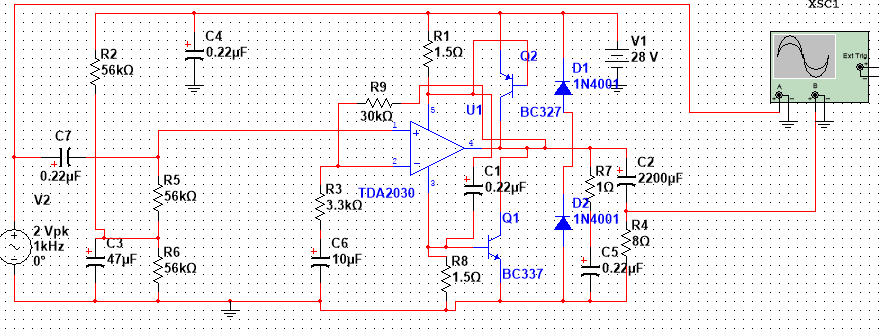 XSC1
R2
56kΩ
C4
0.22µF
R1
1.5Ω
Q2
V1
28 V
D1
1N4001
Ext Trig
A
B
R9
30kΩ
U1
BC327
C7
0.22µF
1
2
3
4
5
TDA2030
R7
1Ω
C2
2200µF
R5
56kΩ
R3
3.3kΩ
C1
0.22µF
V2
2 Vpk
1kHz
0°
C3
47µF
R6
56kΩ
C6
10µF
Q1
D2
1N4001
R4
8Ω
R8
1.5Ω
BC337
C5
0.22µF